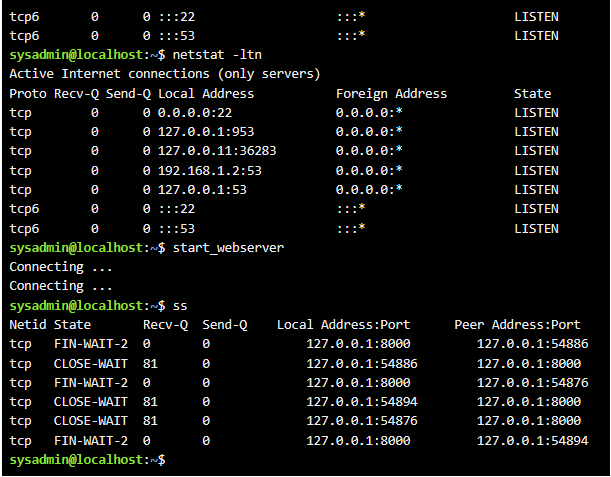 tcp6 0 0 :::22 :::* LISTEN
tcp6 0 0 :::53 :::* LISTEN
sysadmin@localhost:~$ netstat -ltn
Active Internet connections (only servers)
Proto Recv-Q Send-Q Local Address Foreign Address State
tcp 0 0 0.0.0.0:22 0.0.0.0:* LISTEN
tcp 0 0 127.0.0.1:953 0.0.0.0:* LISTEN
tcp 0 0 127.0.0.11:36283 0.0.0.0:* LISTEN
tcp 0 0 192.168.1.2:53 0.0.0.0:* LISTEN
tcp 0 0 127.0.0.1:53 0.0.0.0:* LISTEN
tcp6 0 0 :::22 :::* LISTEN
tcp6 0 0 :::53 :::* LISTEN
sysadmin@localhost:~$ start_webserver
Connecting ...
Connecting ...
sysadmin@localhost:~$ ss
Netid State Recv-Q Send-Q Local Address:Port Peer Address:Port
tcp FIN-WAIT-2 0 0 127.0.0.1:8000 127.0.0.1:54886
tcp CLOSE-WAIT 81 0 127.0.0.1:54886 127.0.0.1:8000
tcp FIN-WAIT-2 0 0 127.0.0.1:8000 127.0.0.1:54876
tcp CLOSE-WAIT 81 0 127.0.0.1:54894 127.0.0.1:8000
tcp CLOSE-WAIT 81 0 127.0.0.1:54876 127.0.0.1:8000
tcp FIN-WAIT-2 0 0 127.0.0.1:8000 127.0.0.1:54894
sysadmin@localhost:~$